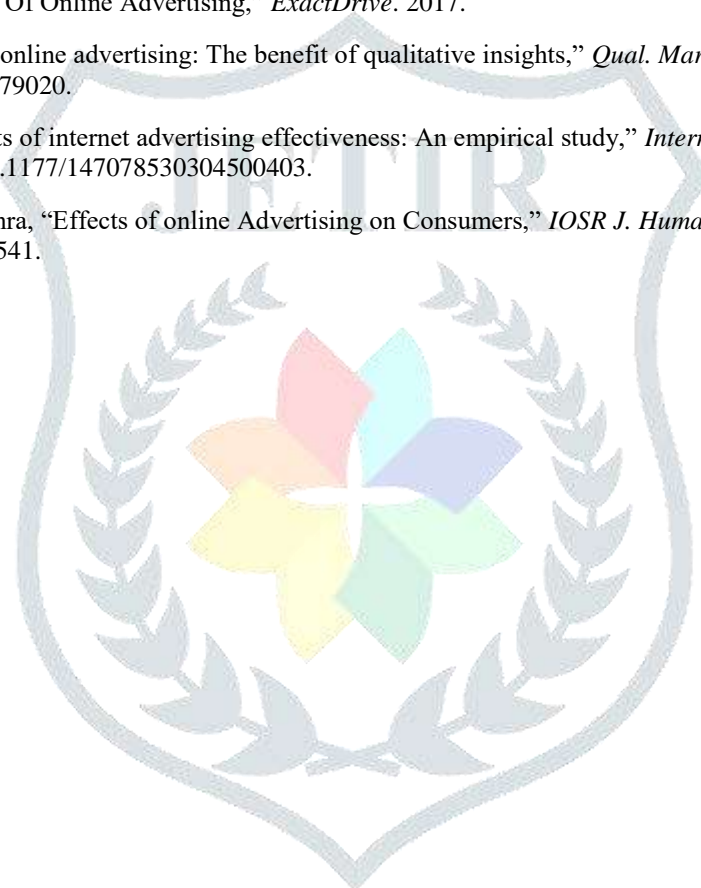 Of Online Advertising," ExactDrive. 2017.
online advertising: The benefit of qualitative insights,” Qual. Mar
79020.
ts of internet advertising effectiveness: An empirical study,” Intern
.1177/147078530304500403.
nra, “Effects of online Advertising on Consumers,” IOSR J. Huma
541.
JETIR